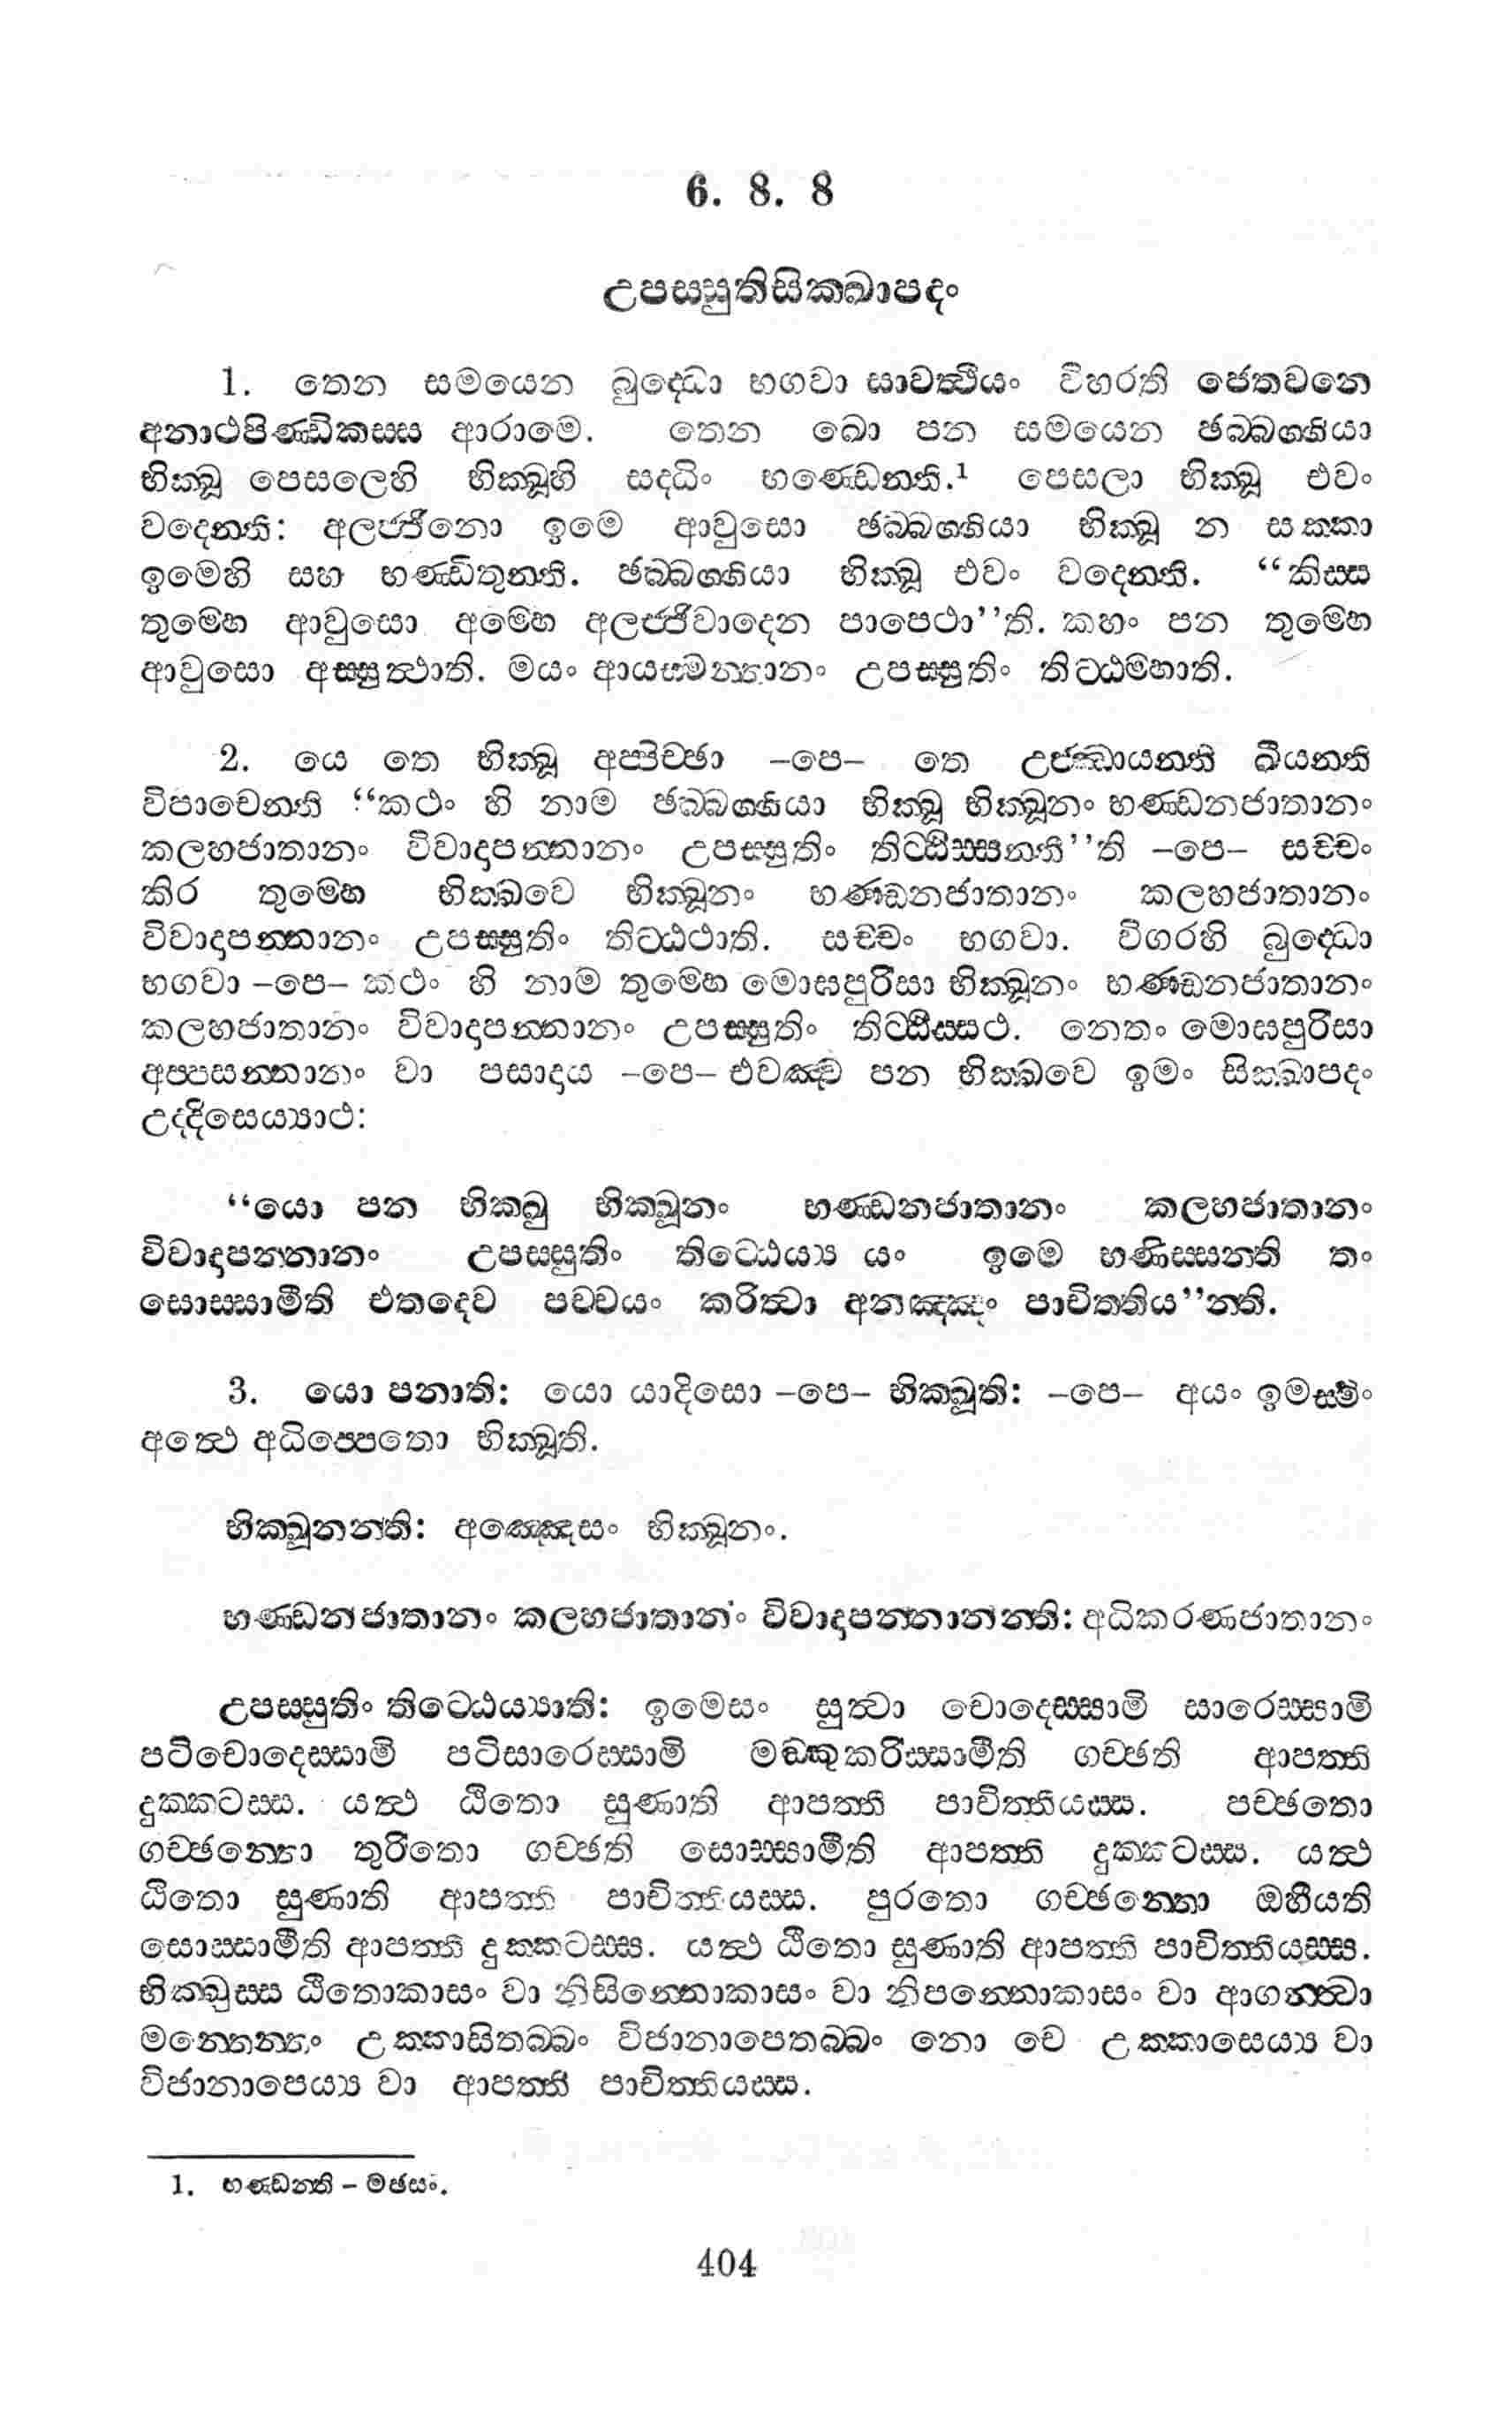 6. 8. 8
උපස්සුතිසික්ඛාපදං
1. තෙන සමයෙන බුද්ධො භගවා සාවත්ථියං විහරති ජෙතවනෙ
අනාථපිණ්ඩිකස්ස ආරාමෙ. තෙන ඛො පන සමයෙන ඡබ්බග්ගියා
භික්ඛූ පෙසලෙහි භික්ඛූහි සද්ධිං භණ්ඩෙන්ති.¹ පෙසලා භික්ඛූ එවං
වදෙන්ති: අලජ්ජිනො ඉමෙ ආවුසො ඡබ්බග්ගියා භික්ඛූ න සක්කා
ඉමෙහි සහ භණ්ඩිතුන්ති. ඡබ්බග්ගියා භික්ඛූ එවං වදෙන්ති. “කිස්ස
තුම්හෙ ආවුසො අම්හෙ අලජ්ජිවාදෙන පාපෙථා”ති. කහං පන තුම්හෙ
ආවුසො අස්සුත්ථාති. මයං ආයස්මන්තානං උපස්සුතිං තිට්ඨම්හාති.
2. යෙ තෙ භික්ඛූ අප්පිච්ඡා –පෙ– තෙ උජ්ඣායන්ති ඛීයන්ති
විපාචෙන්ති “කථං හි නාම ඡබ්බග්ගියා භික්ඛූ භික්ඛූනං භණ්ඩනජාතානං
කලහජාතානං විවාදාපන්නානං උපස්සුතිං තිට්ඨිස්සන්තී”ති –පෙ– සච්චං
කිර තුම්හෙ භික්ඛවෙ භික්ඛූනං භණ්ඩනජාතානං කලහජාතානං
විවාදාපන්නානං උපස්සුතිං තිට්ඨථාති. සච්චං භගවා. විගරහි බුද්ධො
භගවා –පෙ– කථං හි නාම තුම්හෙ මොඝපුරිසා භික්ඛූනං භණ්ඩනජාතානං
කලහජාතානං විවාදාපන්නානං උපස්සුතිං තිට්ඨිස්සථ. නෙතං මොඝපුරිසා
අප්පසන්නානං වා පසාදාය –පෙ– එවඤ්ච පන භික්ඛවෙ ඉමං සික්ඛාපදං
උද්දිසෙය්‍යාථ:
“යො පන භික්ඛු භික්ඛූනං භණ්ඩනජාතානං කලහජාතානං
විවාදාපන්නානං උපස්සුතිං තිට්ඨෙය්‍ය යං ඉමෙ භණිස්සන්ති තං
සොස්සාමීති එතදෙව පච්චයං කරිත්වා අනඤ්ඤං පාචිත්තිය”න්ති.
3. යො පනාති: යො යාදිසො –පෙ– භික්ඛූති: –පෙ– අයං ඉමස්මිං
අත්ථෙ අධිප්පෙතො භික්ඛූති.
භික්ඛූනන්ති: අඤ්ඤෙසං භික්ඛූනං.
භණ්ඩනජාතානං කලහජාතානං විවාදාපන්නානන්ති: අධිකරණජාතානං
උපස්සුතිං තිට්ඨෙය්‍යාති: ඉමෙසං සුත්වා චොදෙස්සාමි සාරෙස්සාමි
පටිචොදෙස්සාමි පටිසාරෙස්සාමි මඞ්කුකරිස්සාමීති ගච්ඡති ආපත්ති
දුක්කටස්ස. යත්ථ ඨිතො සුණාති ආපත්ති පාචිත්තියස්ස. පච්ඡතො
ගච්ඡන්තො තුරිතො ගච්ඡති සොස්සාමීති ආපත්ති දුක්කටස්ස. යත්ථ
ඨිතො සුණාති ආපත්ති පාචිත්තියස්ස. පුරතො ගච්ඡන්තො ඔහීයති
සොස්සාමීති ආපත්ති දුක්කටස්ස. යත්ථ ඨිතො සුණාති ආපත්ති පාචිත්තියස්ස.
භික්ඛුස්ස ඨිතොකාසං වා නිසින්නොකාසං වා නිපන්නොකාසං වා ආගන්ත්වා
මන්තෙන්තං උක්කාසිතබ්බං විජානාපෙතබ්බං නො චෙ උක්කාසෙය්‍ය වා
විජානාපෙය්‍ය වා ආපත්ති පාචිත්තියස්ස.
1. භණ්ඩන්ති – මඡසං.
404